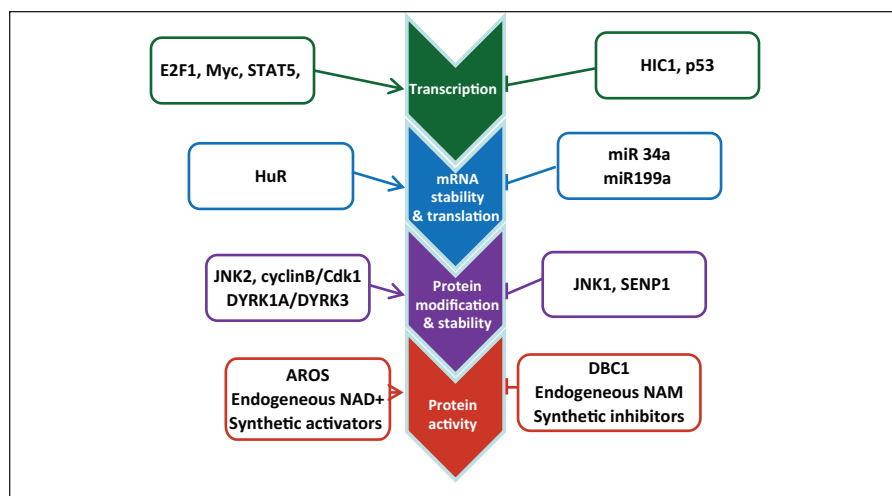 E2F1, Myc, STAT5,
Transcription
HIC1, p53
HuR
mRNA
stability
& translation
miR 34a
miR199a
JNK2, cyclinB/Cdk1
DYRK1A/DYRK3
Protein
modification
& stability
JNK1, SENP1
AROS
Endogeneous NAD+
Synthetic activators
Protein
activity
DBC1
Endogeneous NAM
Synthetic inhibitors